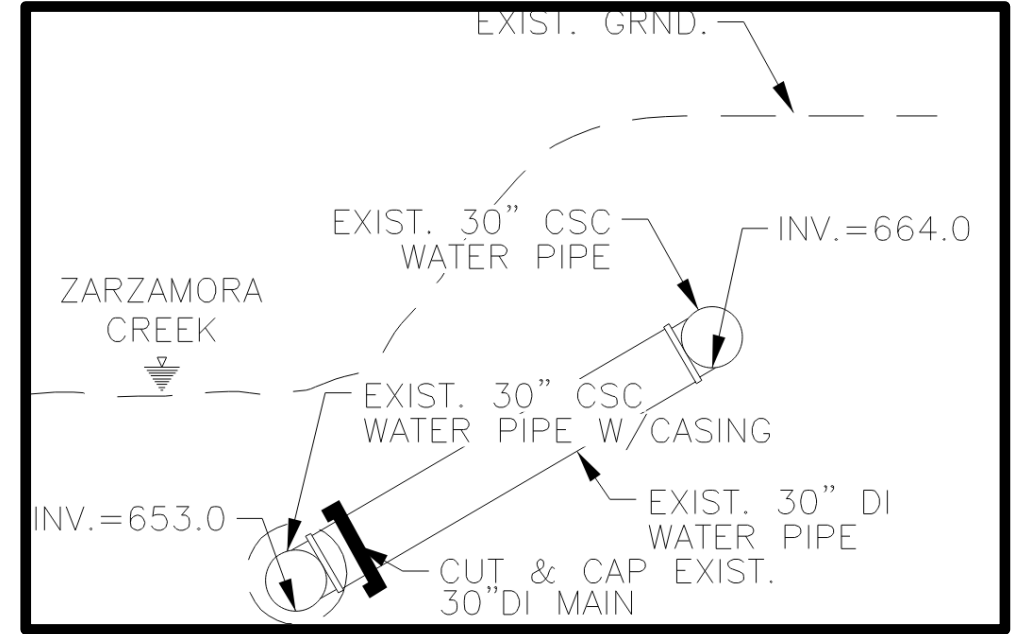 EXIST. GRND.
EXIST. 30” CSC
WATER PIPE
INV.=664.0
ZARZAMORA
CREEK
EXIST. 30” CSC
WATER PIPE W/CASING
INV.=653.0
EXIST. 30” DI
WATER PIPE
CUT & CAP EXIST.
30”DI MAIN